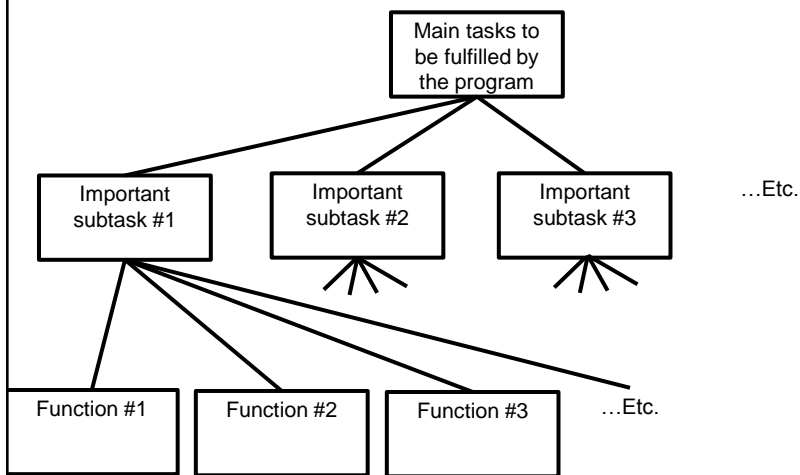 Main tasks to
be fulfilled by
the program
Important
subtask #1
Important
subtask #2
Important
subtask #3
…Etc.
Function #1
Function #2
Function #3
…Etc.